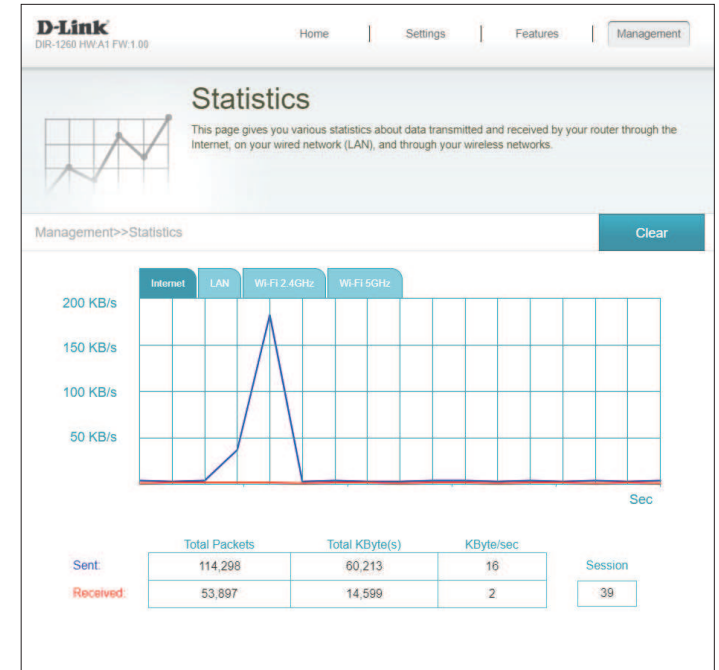 D-Link
DIR-1260 HW:A1 FW:1.00
Home Settings Features Management
Statistics
This page gives you various statistics about data transmitted and received by your router through the
Internet, on your wired network (LAN), and through your wireless networks.
Management>>Statistics
Clear
Internet LAN Wi-Fi 2.4GHz Wi-Fi 5GHz
200 KB/s
150 KB/s
100 KB/s
50 KB/s
Sec
Total Packets Total KByte(s) KByte/sec
Sent: 114,298 60,213 16 Session
Received: 53,897 14,599 2 39